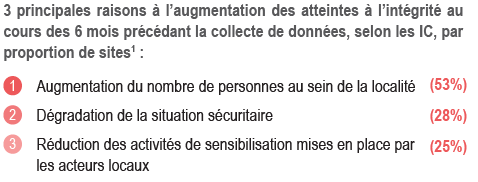 3 principales raisons à l’augmentation des atteintes à l’intégrité au
cours des 6 mois précédant la collecte de données, selon les IC, par
proportion de sites¹ :
1 Augmentation du nombre de personnes au sein de la localité (53%)
2 Dégradation de la situation sécuritaire (28%)
3 Réduction des activités de sensibilisation mises en place par (25%)
les acteurs locaux